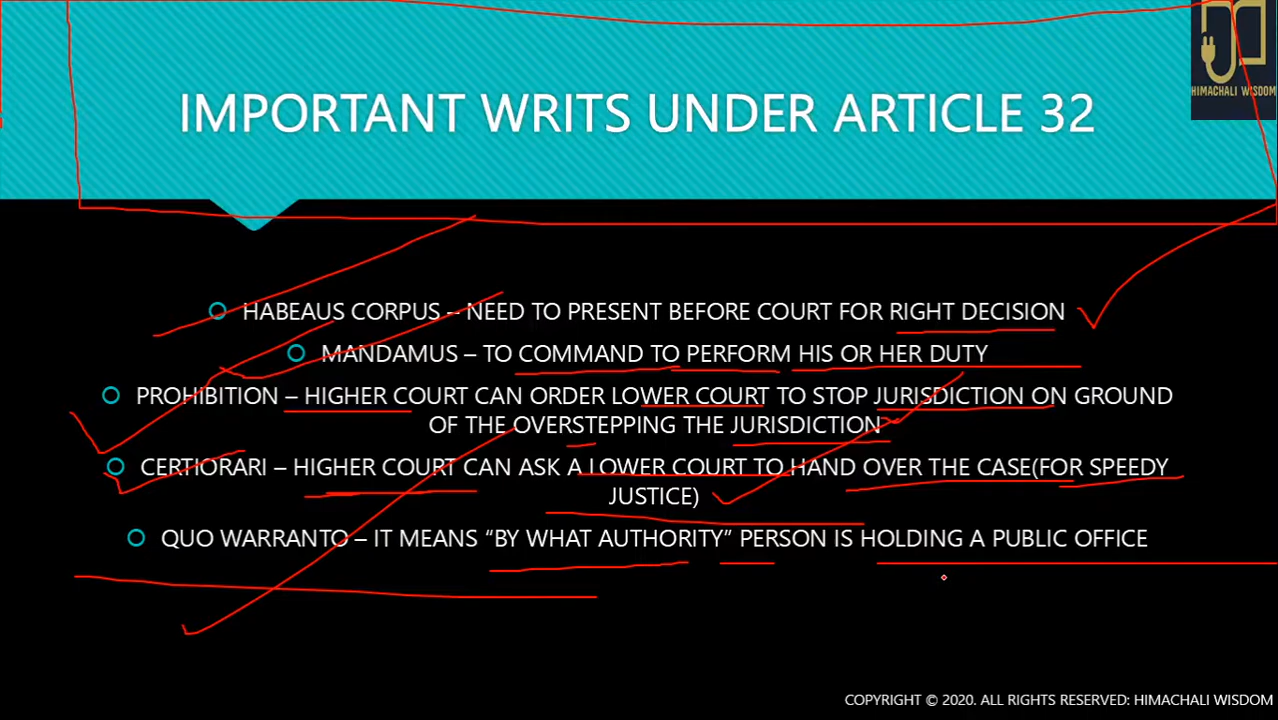 HIMACHALI WISDOM
IMPORTANT WRITS UNDER ARTICLE 32
HABEAUS CORPUS – NEED TO PRESENT BEFORE COURT FOR RIGHT DECISION
MANDAMUS – TO COMMAND TO PERFORM HIS OR HER DUTY
PROHIBITION – HIGHER COURT CAN ORDER LOWER COURT TO STOP JURISDICTION ON GROUND
OF THE OVERSTEPPING THE JURISDICTION
CERTIORARI – HIGHER COURT CAN ASK A LOWER COURT TO HAND OVER THE CASE(FOR SPEEDY
JUSTICE)
QUO WARRANTO – IT MEANS “BY WHAT AUTHORITY” PERSON IS HOLDING A PUBLIC OFFICE
COPYRIGHT © 2020. ALL RIGHTS RESERVED: HIMACHALI WISDOM